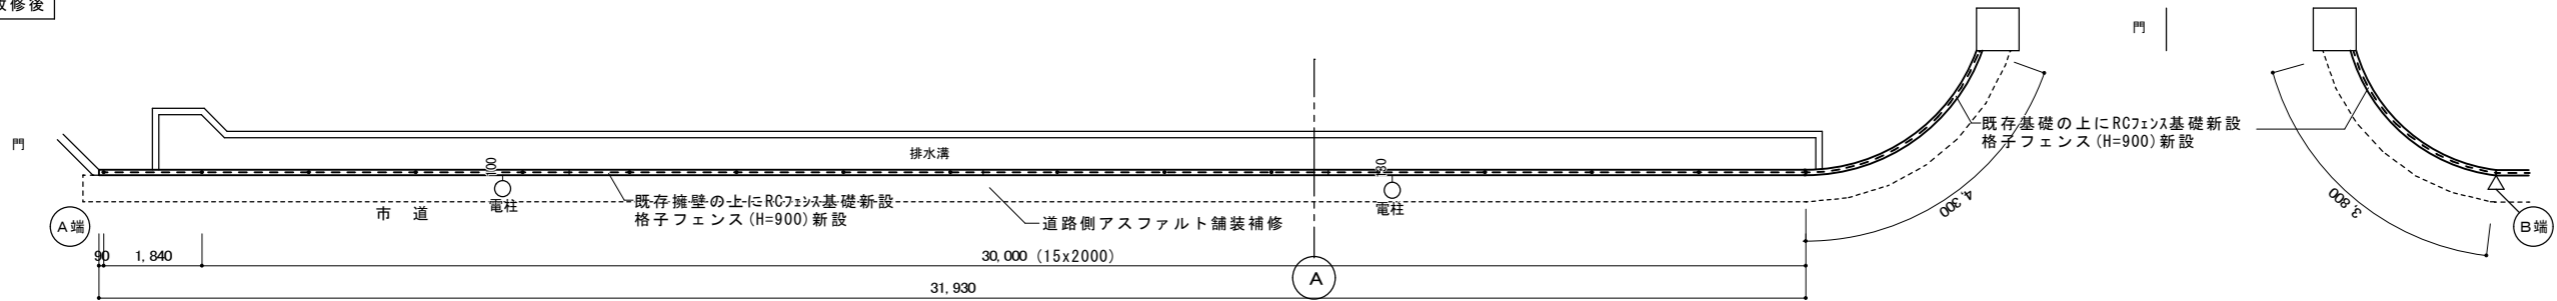 改修後
門
門
既存基礎の上にRCフェンス基礎新設
格子フェンス(H=900)新設
排水溝
電柱
既存擁壁の上にRCフェンス基礎新設
格子フェンス(H=900)新設
電柱
市 道
道路側アスファルト舗装補修
4,300
3,800
A端
B端
90
1,840
30,000 (15x2000)
A
31,930